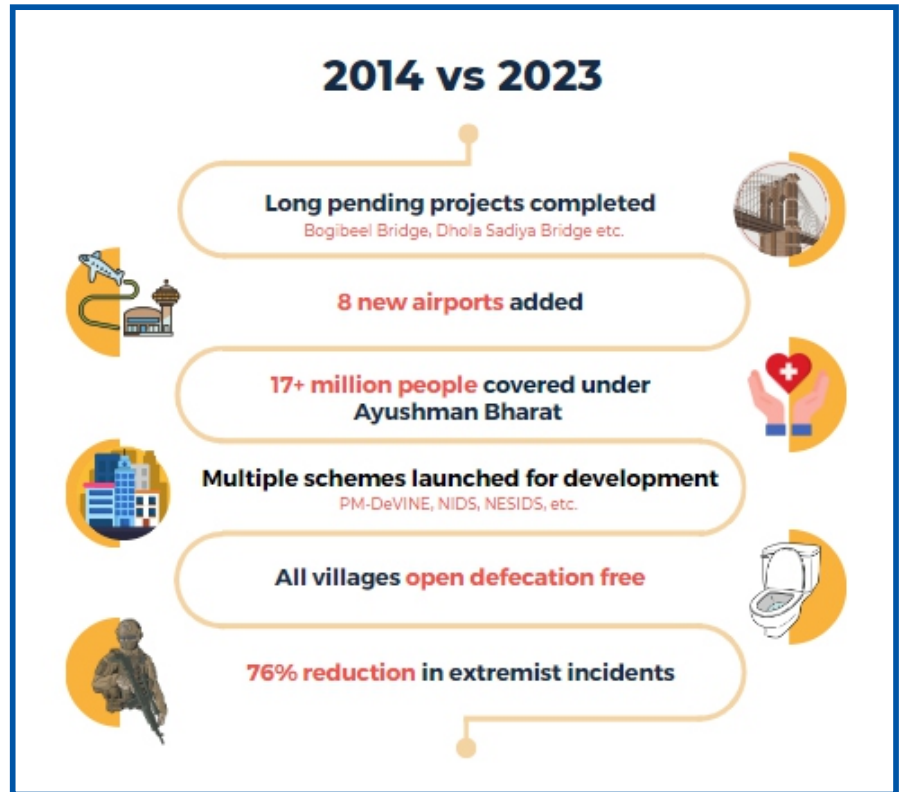 2014 vs 2023
Long pending projects completed
Bogibeel Bridge, Dhola Sadiya Bridge etc.
8 new airports added
17+ million people covered under
Ayushman Bharat
Multiple schemes launched for development
PM-DeVINE, NIDS, NESIDS, etc.
All villages open defecation free
76% reduction in extremist incidents